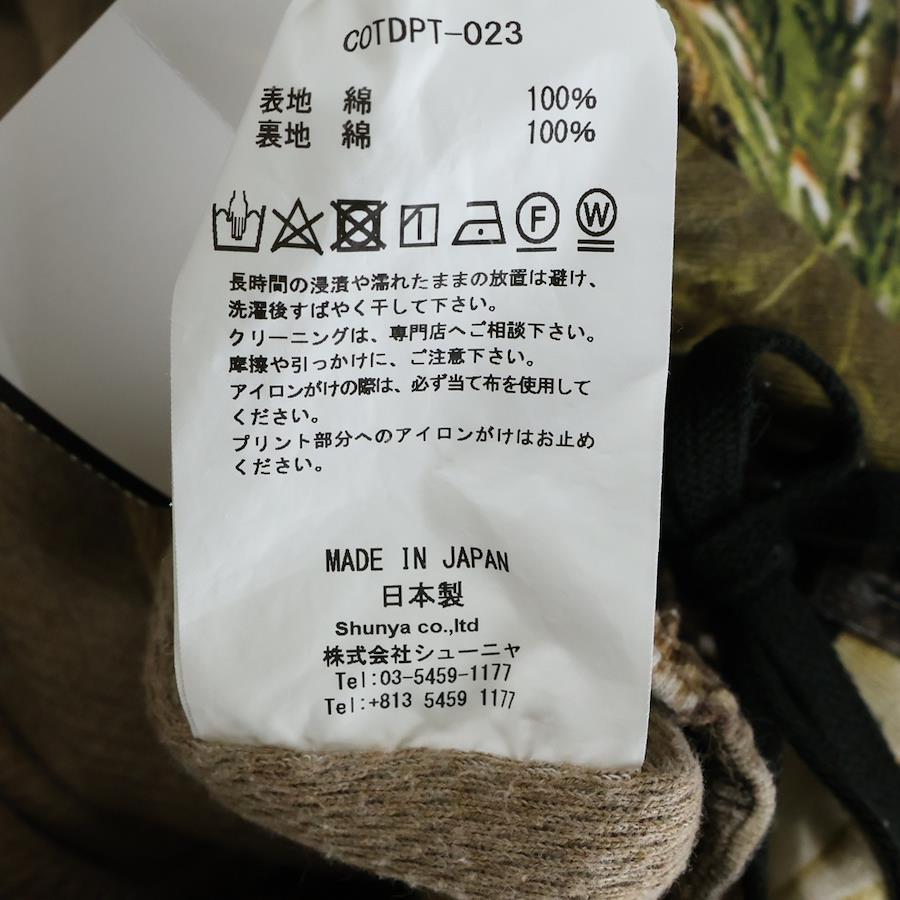 COTDPT-023
表地 綿 100%
裏地 綿 100%
1 F W
長時間の浸漬や濡れたままの放置は避け、
洗濯後すばやく干して下さい。
クリーニングは、専門店へご相談下さい。
摩擦や引っかけに、ご注意下さい。
アイロンがけの際は、必ず当て布を使用して
ください。
プリント部分へのアイロンがけはお止め
ください。
MADE IN JAPAN
日本製
Shunya co.,ltd
株式会社シューニャ
Tel:03-5459-1177
Tel:+813 5459 1177